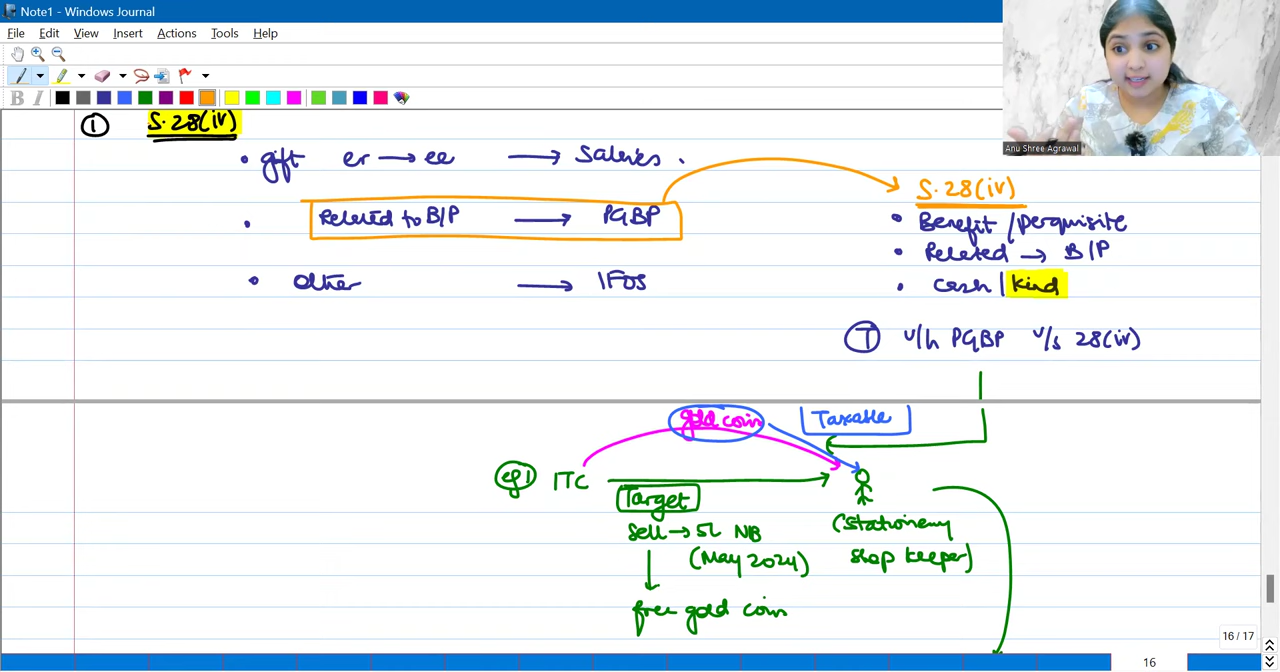 Note1 - Windows Journal
File Edit View Insert Actions Tools Help
B I
Anu Shree Agrawal
① S.28(iv)
• gift er → ee → Salaries.
• Related to B/P → PGBP
• other → IFOS
S.28(iv)
• Benefit / perquisite
• Related → B/P
• cash / kind
T u/h PGBP u/s 28(iv)
gold coin Taxable
eg1 ITC
Target
sell → 5L NB
(May 2024)
free gold coin
(stationery
shop keeper)
16 / 17
16